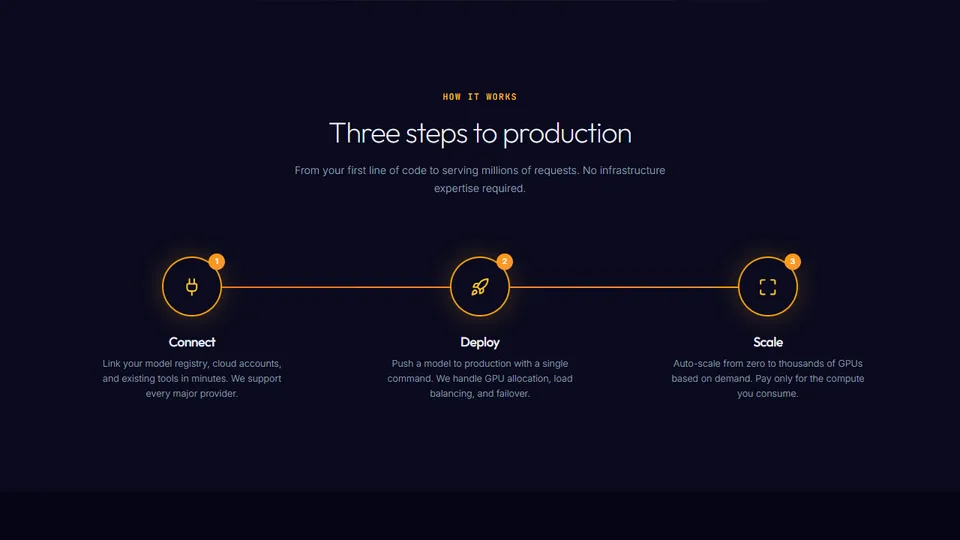 HOW IT WORKS
Three steps to production
From your first line of code to serving millions of requests. No infrastructure
expertise required.
1
2
3
Connect
Link your model registry, cloud accounts,
and existing tools in minutes. We support
every major provider.
Deploy
Push a model to production with a single
command. We handle GPU allocation, load
balancing, and failover.
Scale
Auto-scale from zero to thousands of GPUs
based on demand. Pay only for the compute
you consume.